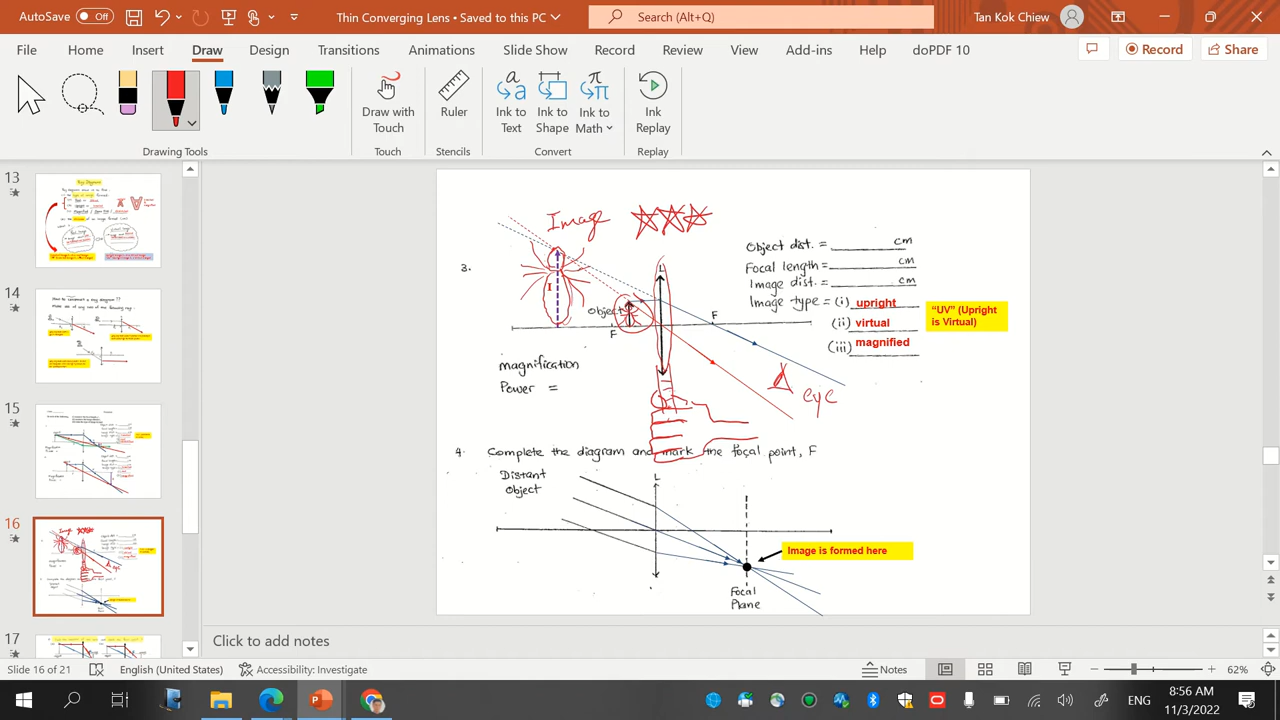 AutoSave Off
Thin Converging Lens • Saved to this PC
Search (Alt+Q)
Tan Kok Chiew
File Home Insert Draw Design Transitions Animations Slide Show Record Review View Add-ins Help doPDF 10
Record Share
Draw with Touch
Ruler
Ink to Text
Ink to Shape
Ink to Math
Ink Replay
Drawing Tools
Touch
Stencils
Convert
Replay
13
14
15
16
17
Image
3.
I
Object
F
L
F
Object dist. = ________ cm
Focal length = ________ cm
Image dist. = ________ cm
Image type = (i) upright
(ii) virtual
(iii) magnified
"UV" (Upright is Virtual)
magnification
Power =
eye
4. Complete the diagram and mark the focal point, F
Distant
Object
L
Image is formed here
Focal
Plane
Click to add notes
Slide 16 of 21
English (United States)
Accessibility: Investigate
Notes
62%
ENG
8:56 AM
11/3/2022